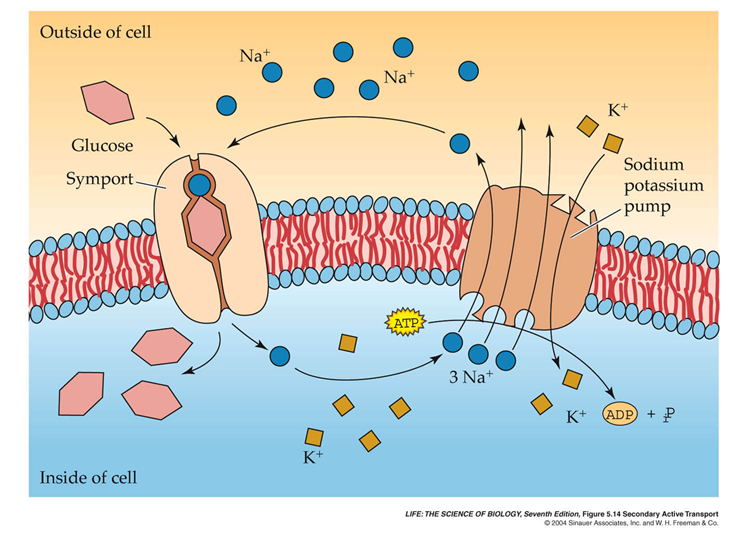 Outside of cell
Na⁺
Na⁺
K⁺
Glucose
Symport
Sodium
potassium
pump
ATP
3 Na⁺
K⁺
ADP + P
K⁺
Inside of cell
LIFE: THE SCIENCE OF BIOLOGY, Seventh Edition, Figure 5.14 Secondary Active Transport
© 2004 Sinauer Associates, Inc. and W. H. Freeman & Co.